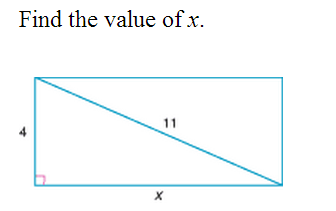 Find the value of x.
11
4
x